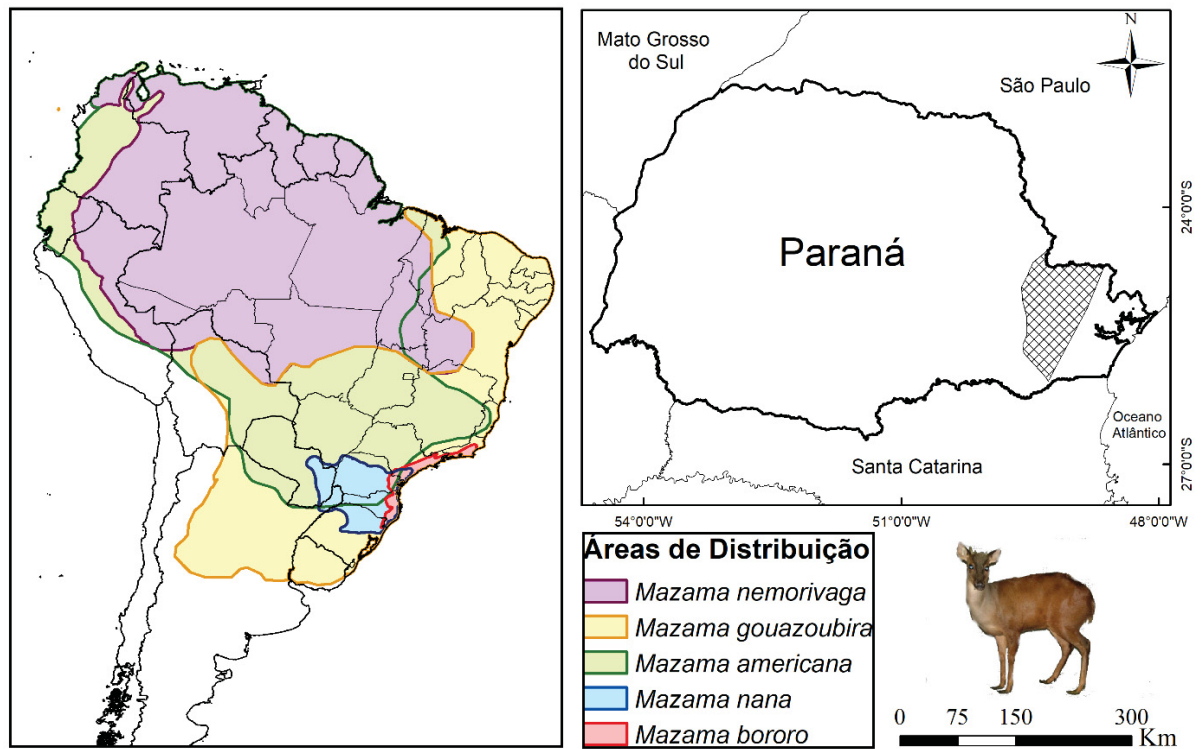 Mato Grosso
do Sul
São Paulo
N
Paraná
Santa Catarina
Oceano
Atlântico
24°0'0"S
27°0'0"S
54°0'0"W
51°0'0"W
48°0'0"W
Áreas de Distribuição
Mazama nemorivaga
Mazama gouazoubira
Mazama americana
Mazama nana
Mazama bororo
0 75 150 300
Km